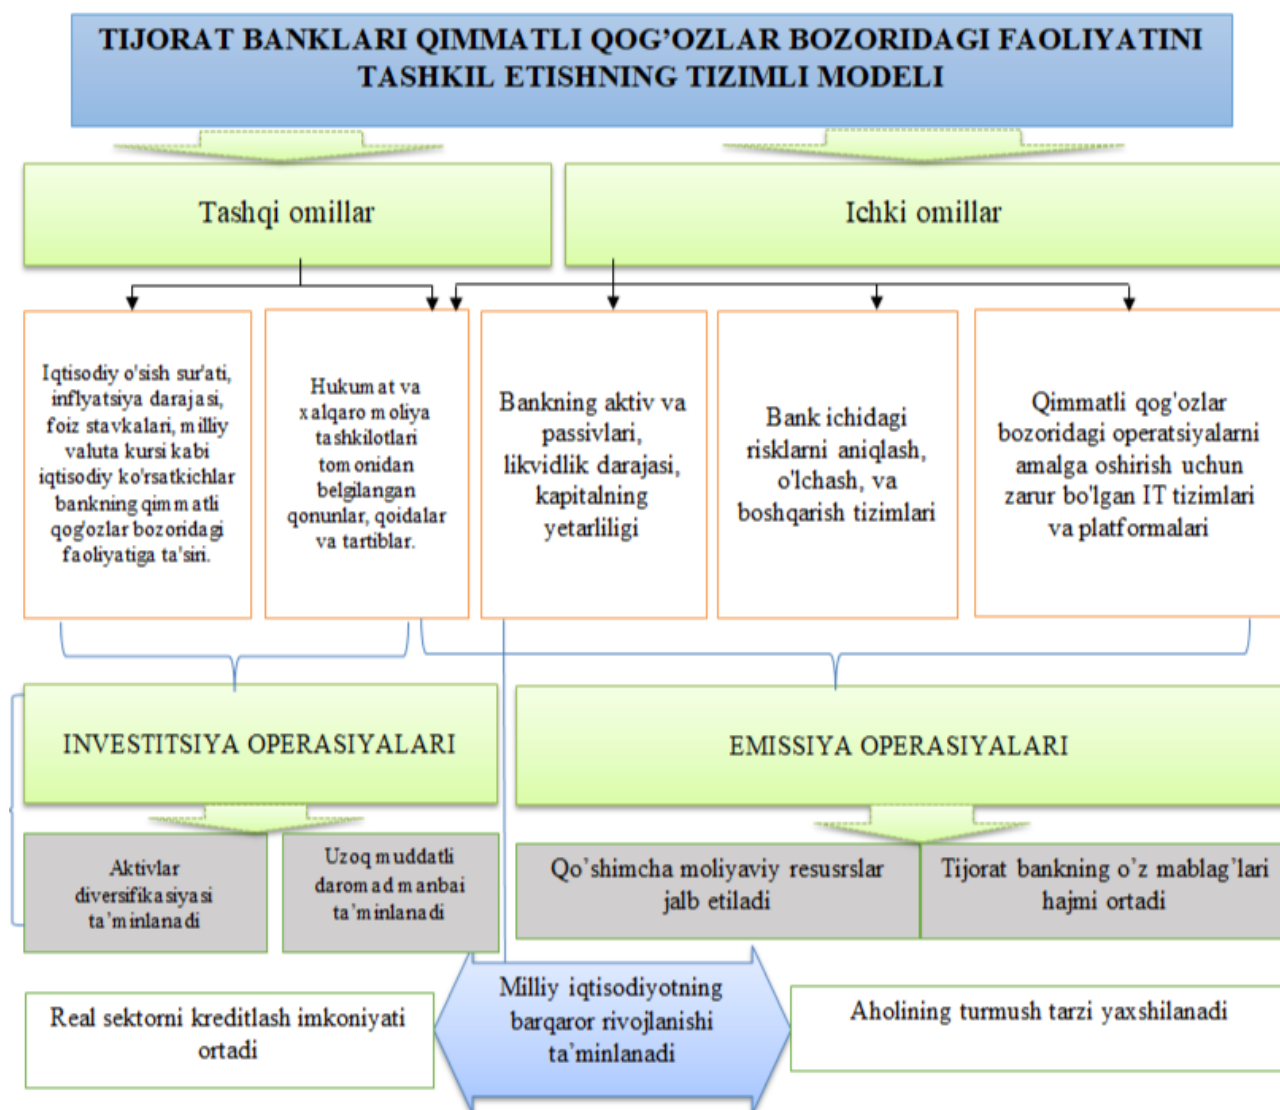 TIJORAT BANKLARI QIMMATLI QOG’OZLAR BOZORIDAGI FAOLIYATINI
TASHKIL ETISHNING TIZIMLI MODELI
Tashqi omillar
Ichki omillar
Iqtisodiy o'sish sur'ati,
inflyatsiya darajasi,
foiz stavkalari, milliy
valuta kursi kabi
iqtisodiy ko'rsatkichlar
bankning qimmatli
qog'ozlar bozoridagi
faoliyatiga ta'siri.
Hukumat va
xalqaro moliya
tashkilotlari
tomonidan
belgilangan
qonunlar, qoidalar
va tartiblar.
Bankning aktiv va
passivlari,
likvidlik darajasi,
kapitalning
yetarliligi
Bank ichidagi
risklarni aniqlash,
o'lchash, va
boshqarish tizimlari
Qimmatli qog'ozlar
bozoridagi operatsiyalarni
amalga oshirish uchun
zarur bo'lgan IT tizimlari
va platformalari
INVESTITSIYA OPERASIYALARI
EMISSIYA OPERASIYALARI
Aktivlar
diversifikasiyasi
ta’minlanadi
Uzoq muddatli
daromad manbai
ta’minlanadi
Qo’shimcha moliyaviy resusrslar
jalb etiladi
Tijorat bankning o’z mablag’lari
hajmi ortadi
Real sektorni kreditlash imkoniyati
ortadi
Milliy iqtisodiyotning
barqaror rivojlanishi
ta’minlanadi
Aholining turmush tarzi yaxshilanadi